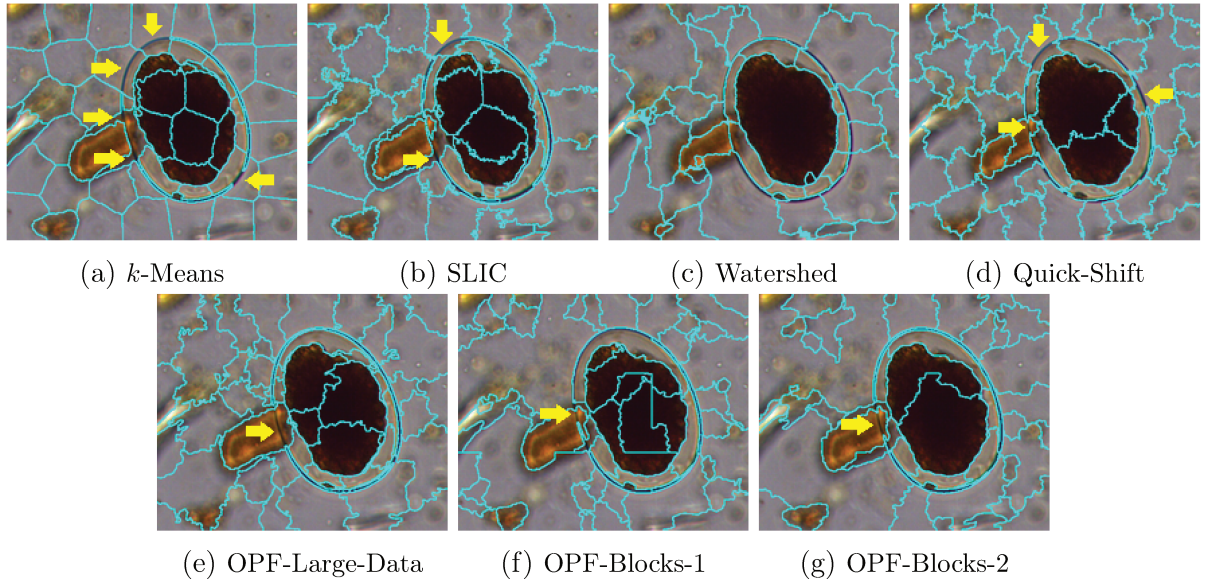 (a) k-Means
(b) SLIC
(c) Watershed
(d) Quick-Shift
(e) OPF-Large-Data
(f) OPF-Blocks-1
(g) OPF-Blocks-2